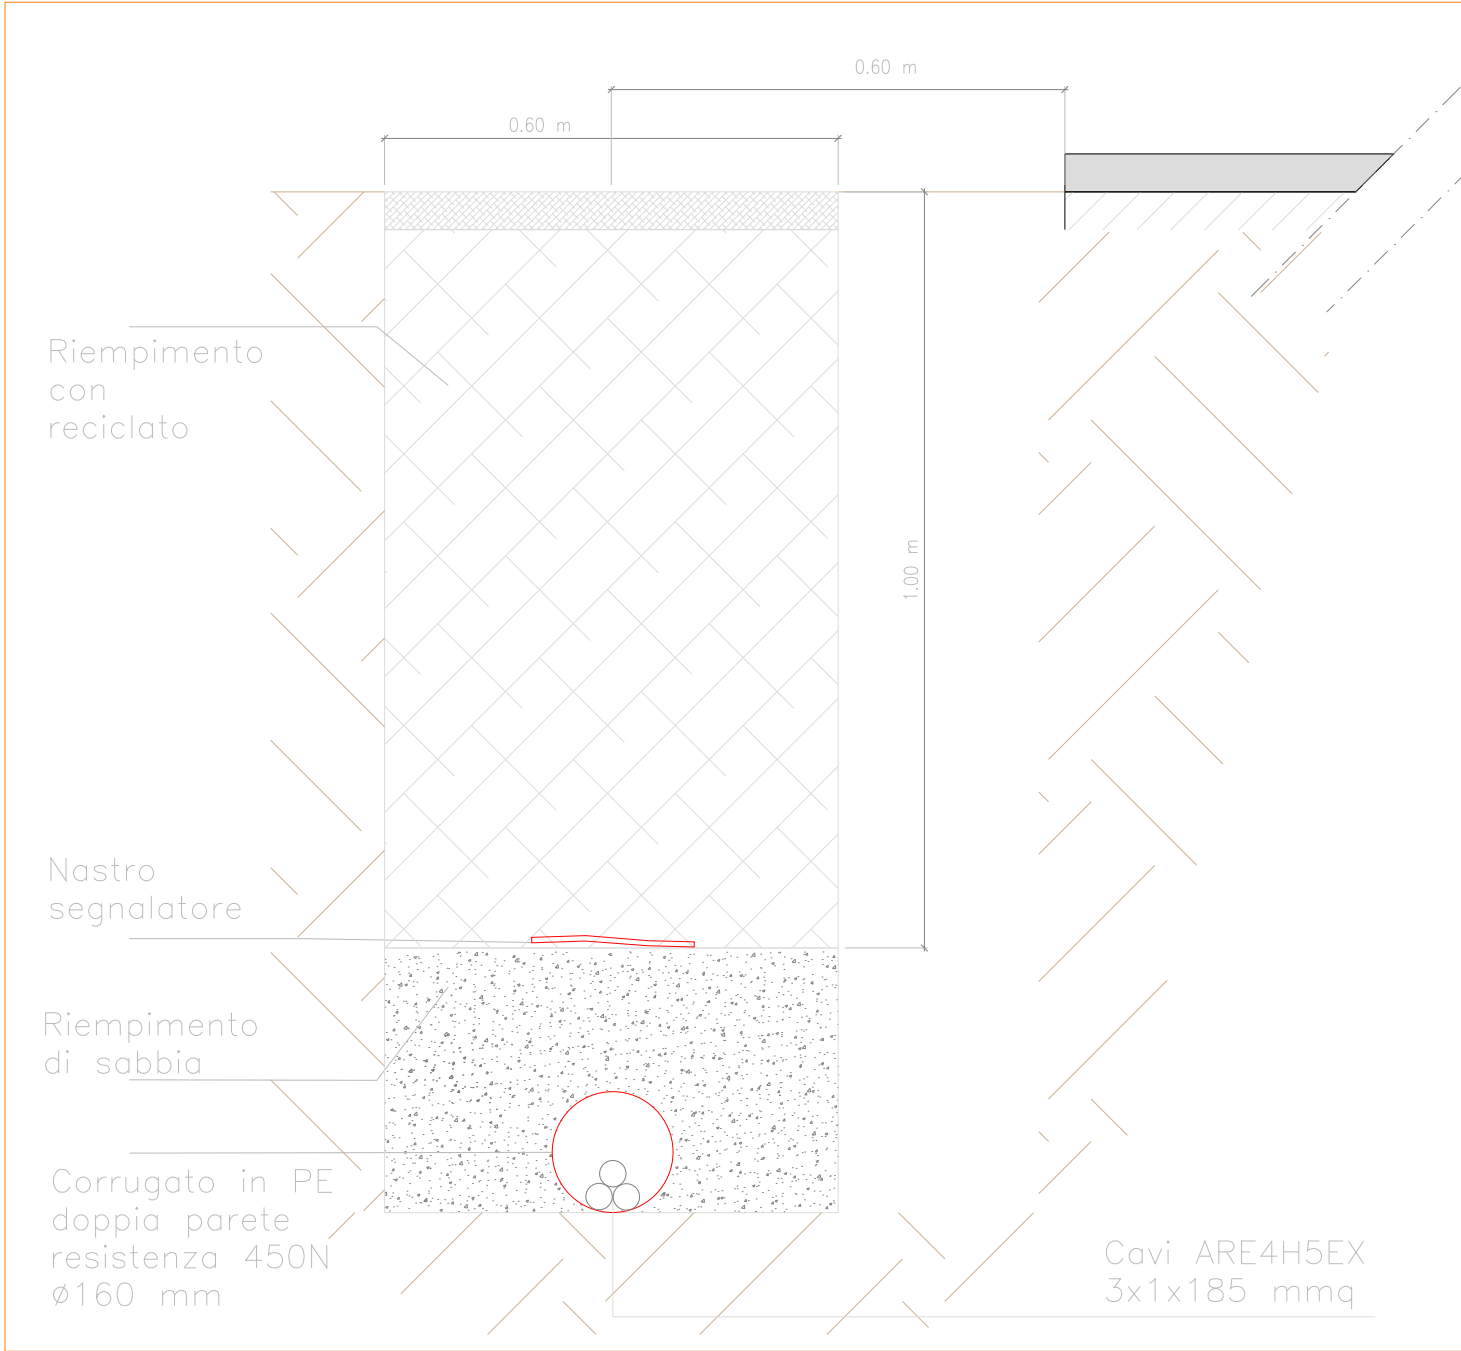 0.60 m
0.60 m
Riempimento
con
reciclato
1.00 m
Nastro
segnalatore
Riempimento
di sabbia
Corrugato in PE
doppia parete
resistenza 450N
ø160 mm
Cavi ARE4H5EX
3x1x185 mmq